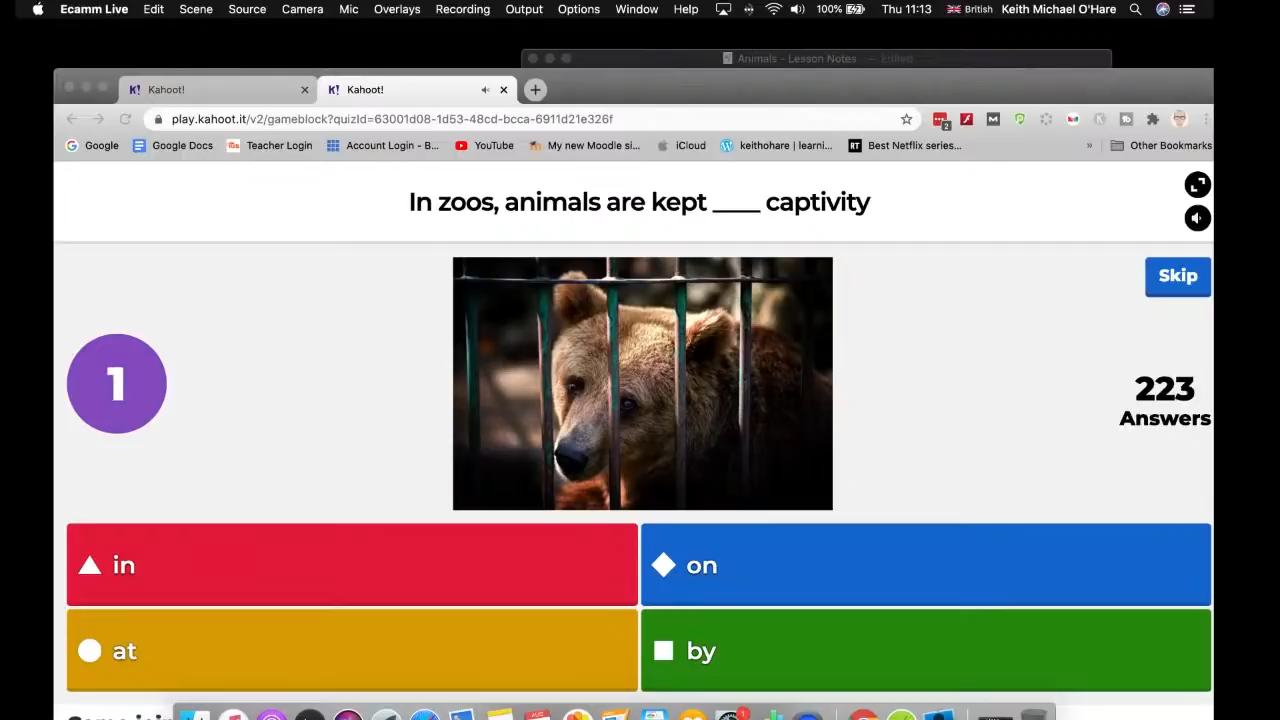 Ecamm Live Edit Scene Source Camera Mic Overlays Recording Output Options Window Help 100% Thu 11:13 British Keith Michael O'Hare
Animals - Lesson Notes — Edited
K! Kahoot! K! Kahoot!
play.kahoot.it/v2/gameblock?quizId=63001d08-1d53-48cd-bcca-6911d21e326f
Google Google Docs Teacher Login Account Login - B... YouTube My new Moodle si... iCloud keithohare | learni... RT Best Netflix series... » Other Bookmarks
In zoos, animals are kept ____ captivity
Skip
1
223
Answers
in
on
at
by